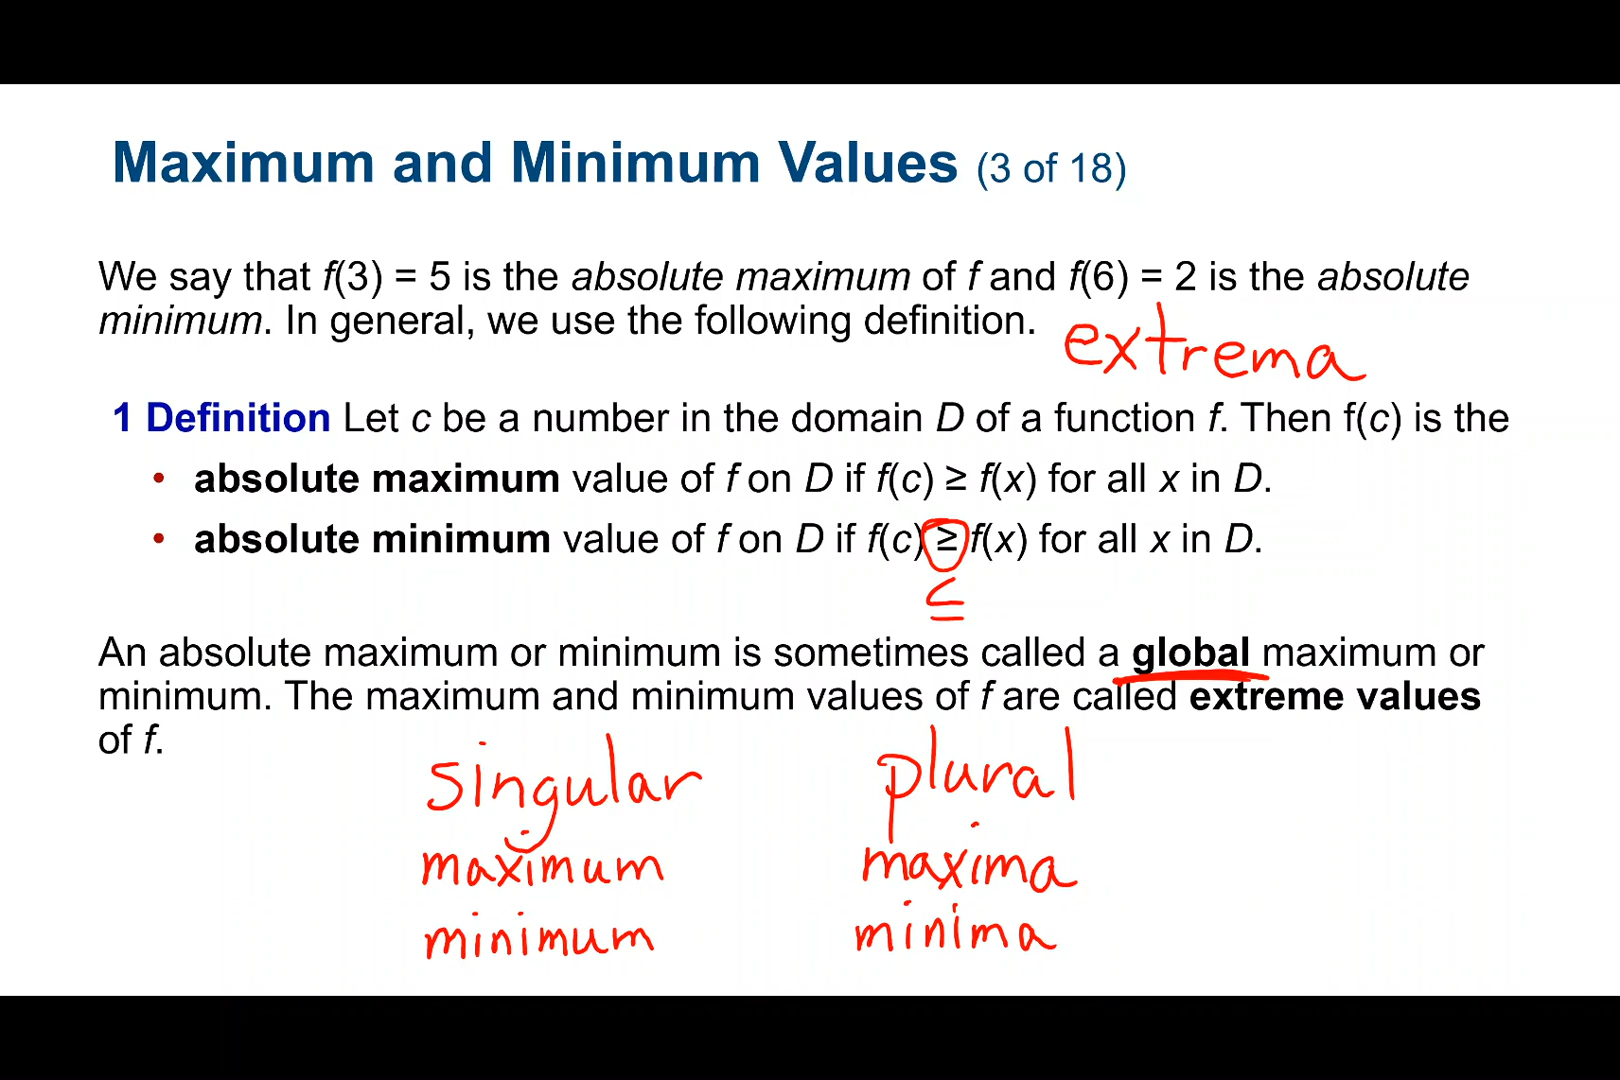 Maximum and Minimum Values (3 of 18)
We say that f(3) = 5 is the absolute maximum of f and f(6) = 2 is the absolute
minimum. In general, we use the following definition.
extrema
1 Definition Let c be a number in the domain D of a function f. Then f(c) is the
• absolute maximum value of f on D if f(c) ≥ f(x) for all x in D.
• absolute minimum value of f on D if f(c) ≥ f(x) for all x in D.
≤
An absolute maximum or minimum is sometimes called a global maximum or
minimum. The maximum and minimum values of f are called extreme values
of f.
singular plural
maximum maxima
minimum minima